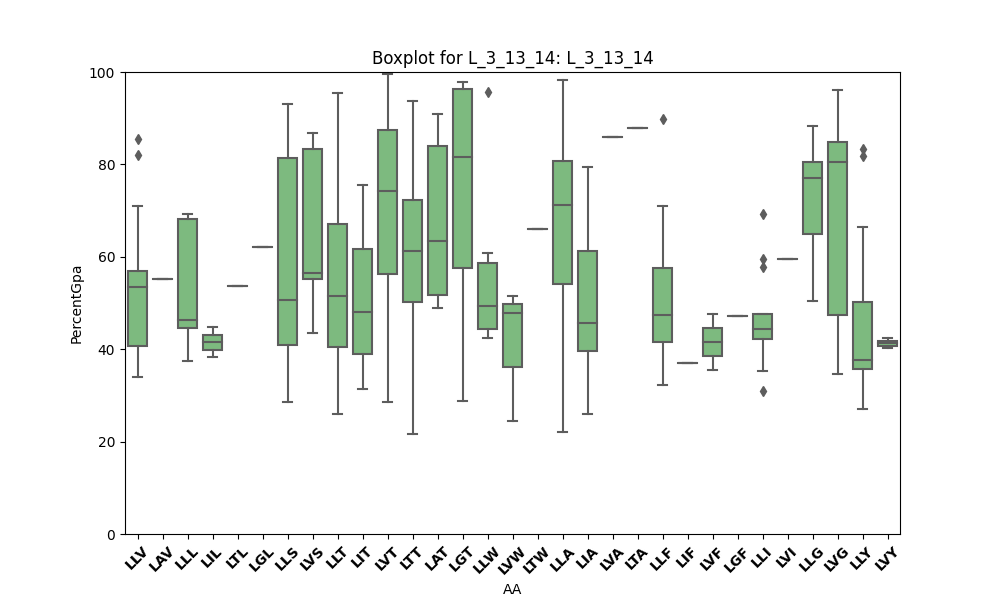 Boxplot for L_3_13_14: L_3_13_14
100
80
60
40
20
0
PercentGpa
LLV LAV LLL LIL LTL LGL LLS LVS LLT LIT LVT LTT LAT LGT LLW LVW LTW LLA LIA LVA LTA LLF LIF LVF LGF LLI LVI LLG LVG LLY LVY
AA